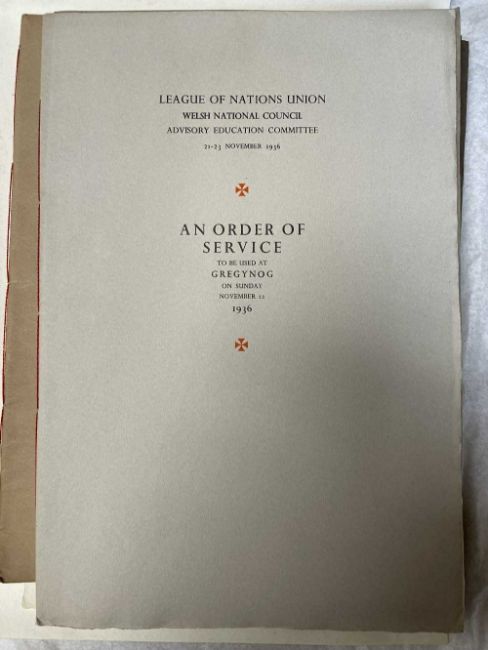 LEAGUE OF NATIONS UNION
WELSH NATIONAL COUNCIL
ADVISORY EDUCATION COMMITTEE
21-23 NOVEMBER 1936
AN ORDER OF
SERVICE
TO BE USED AT
GREGYNOG
ON SUNDAY
NOVEMBER 22
1936